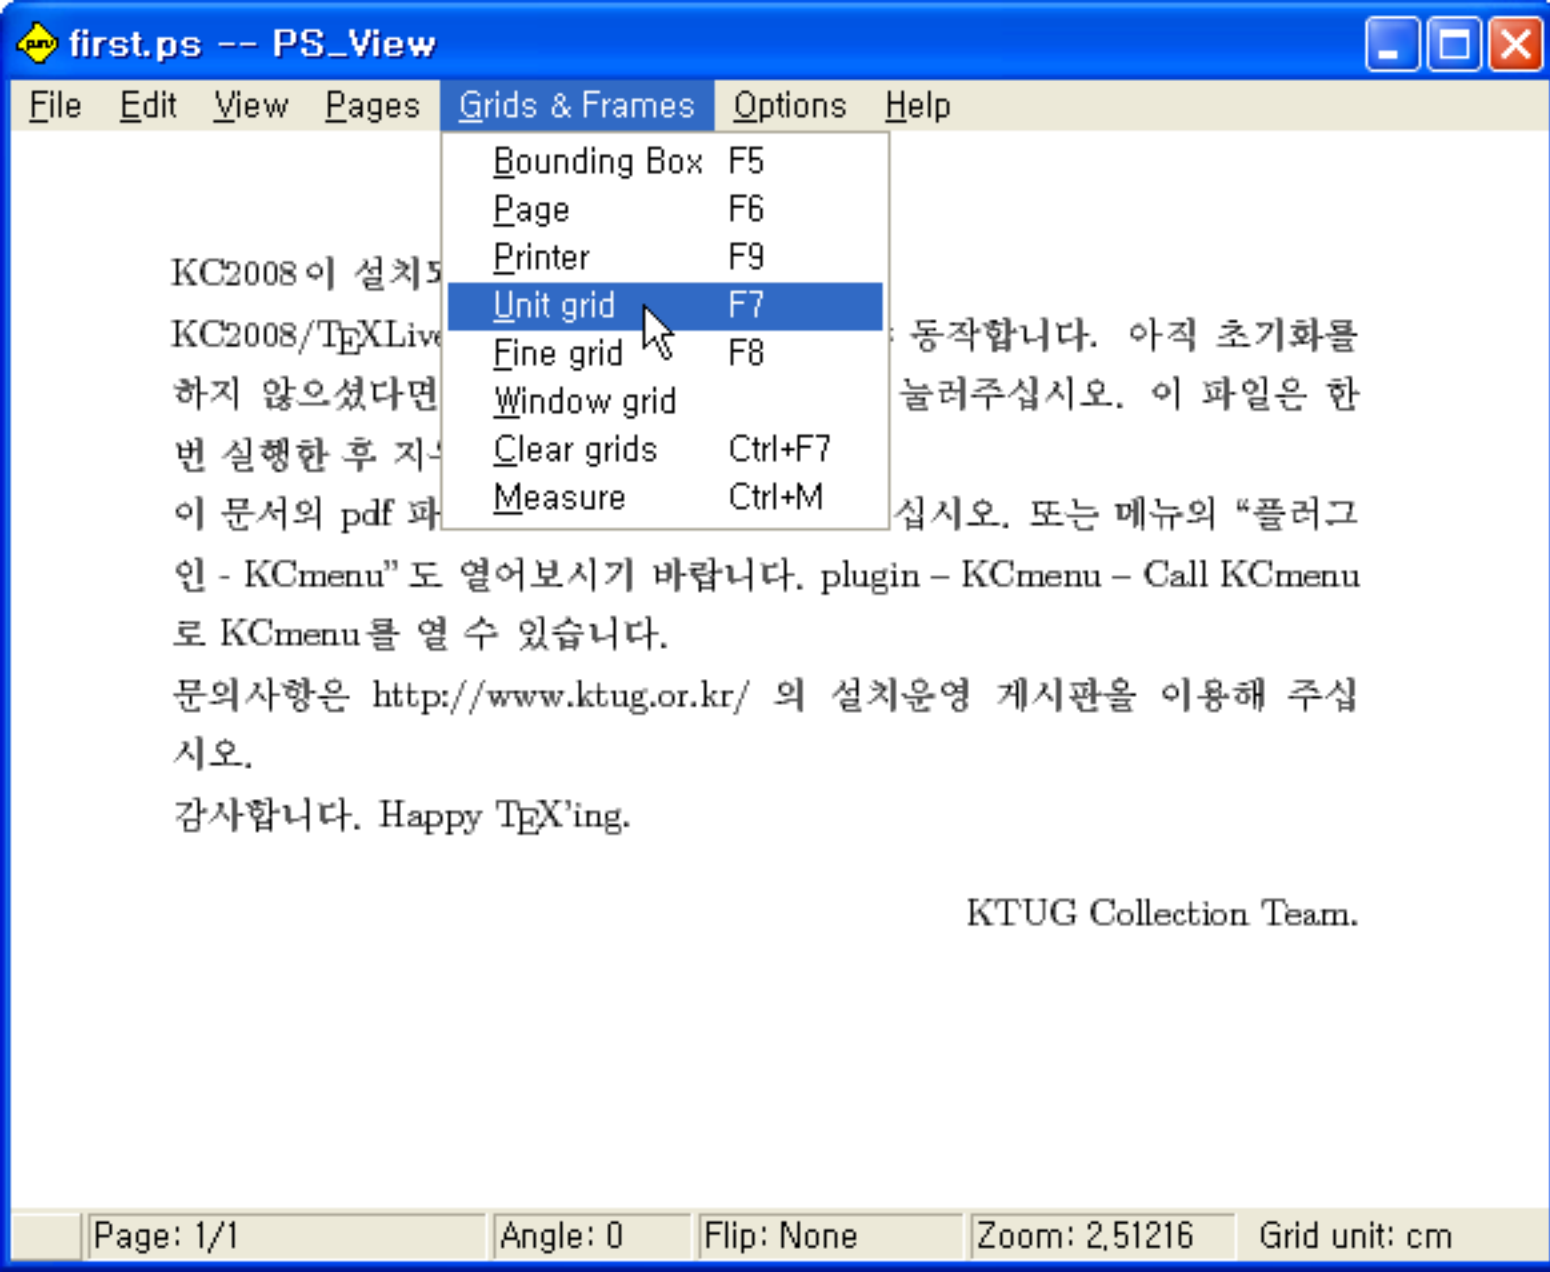 first.ps -- PS_View
File Edit View Pages Grids & Frames Options Help
Bounding Box F5
Page F6
Printer F9
Unit grid F7
Fine grid F8
Window grid
Clear grids Ctrl+F7
Measure Ctrl+M
KC2008이 설치
KC2008/TEXLive 동작합니다. 아직 초기화를
하지 않으셨다면 눌러주십시오. 이 파일은 한
번 실행한 후
이 문서의 pdf 파 십시오. 또는 메뉴의 “플러그
인 - KCmenu”도 열어보시기 바랍니다. plugin – KCmenu – Call KCmenu
로 KCmenu를 열 수 있습니다.
문의사항은 http://www.ktug.or.kr/ 의 설치운영 게시판을 이용해 주십
시오.
감사합니다. Happy TEX’ing.
KTUG Collection Team.
Page: 1/1 Angle: 0 Flip: None Zoom: 2,51216 Grid unit: cm